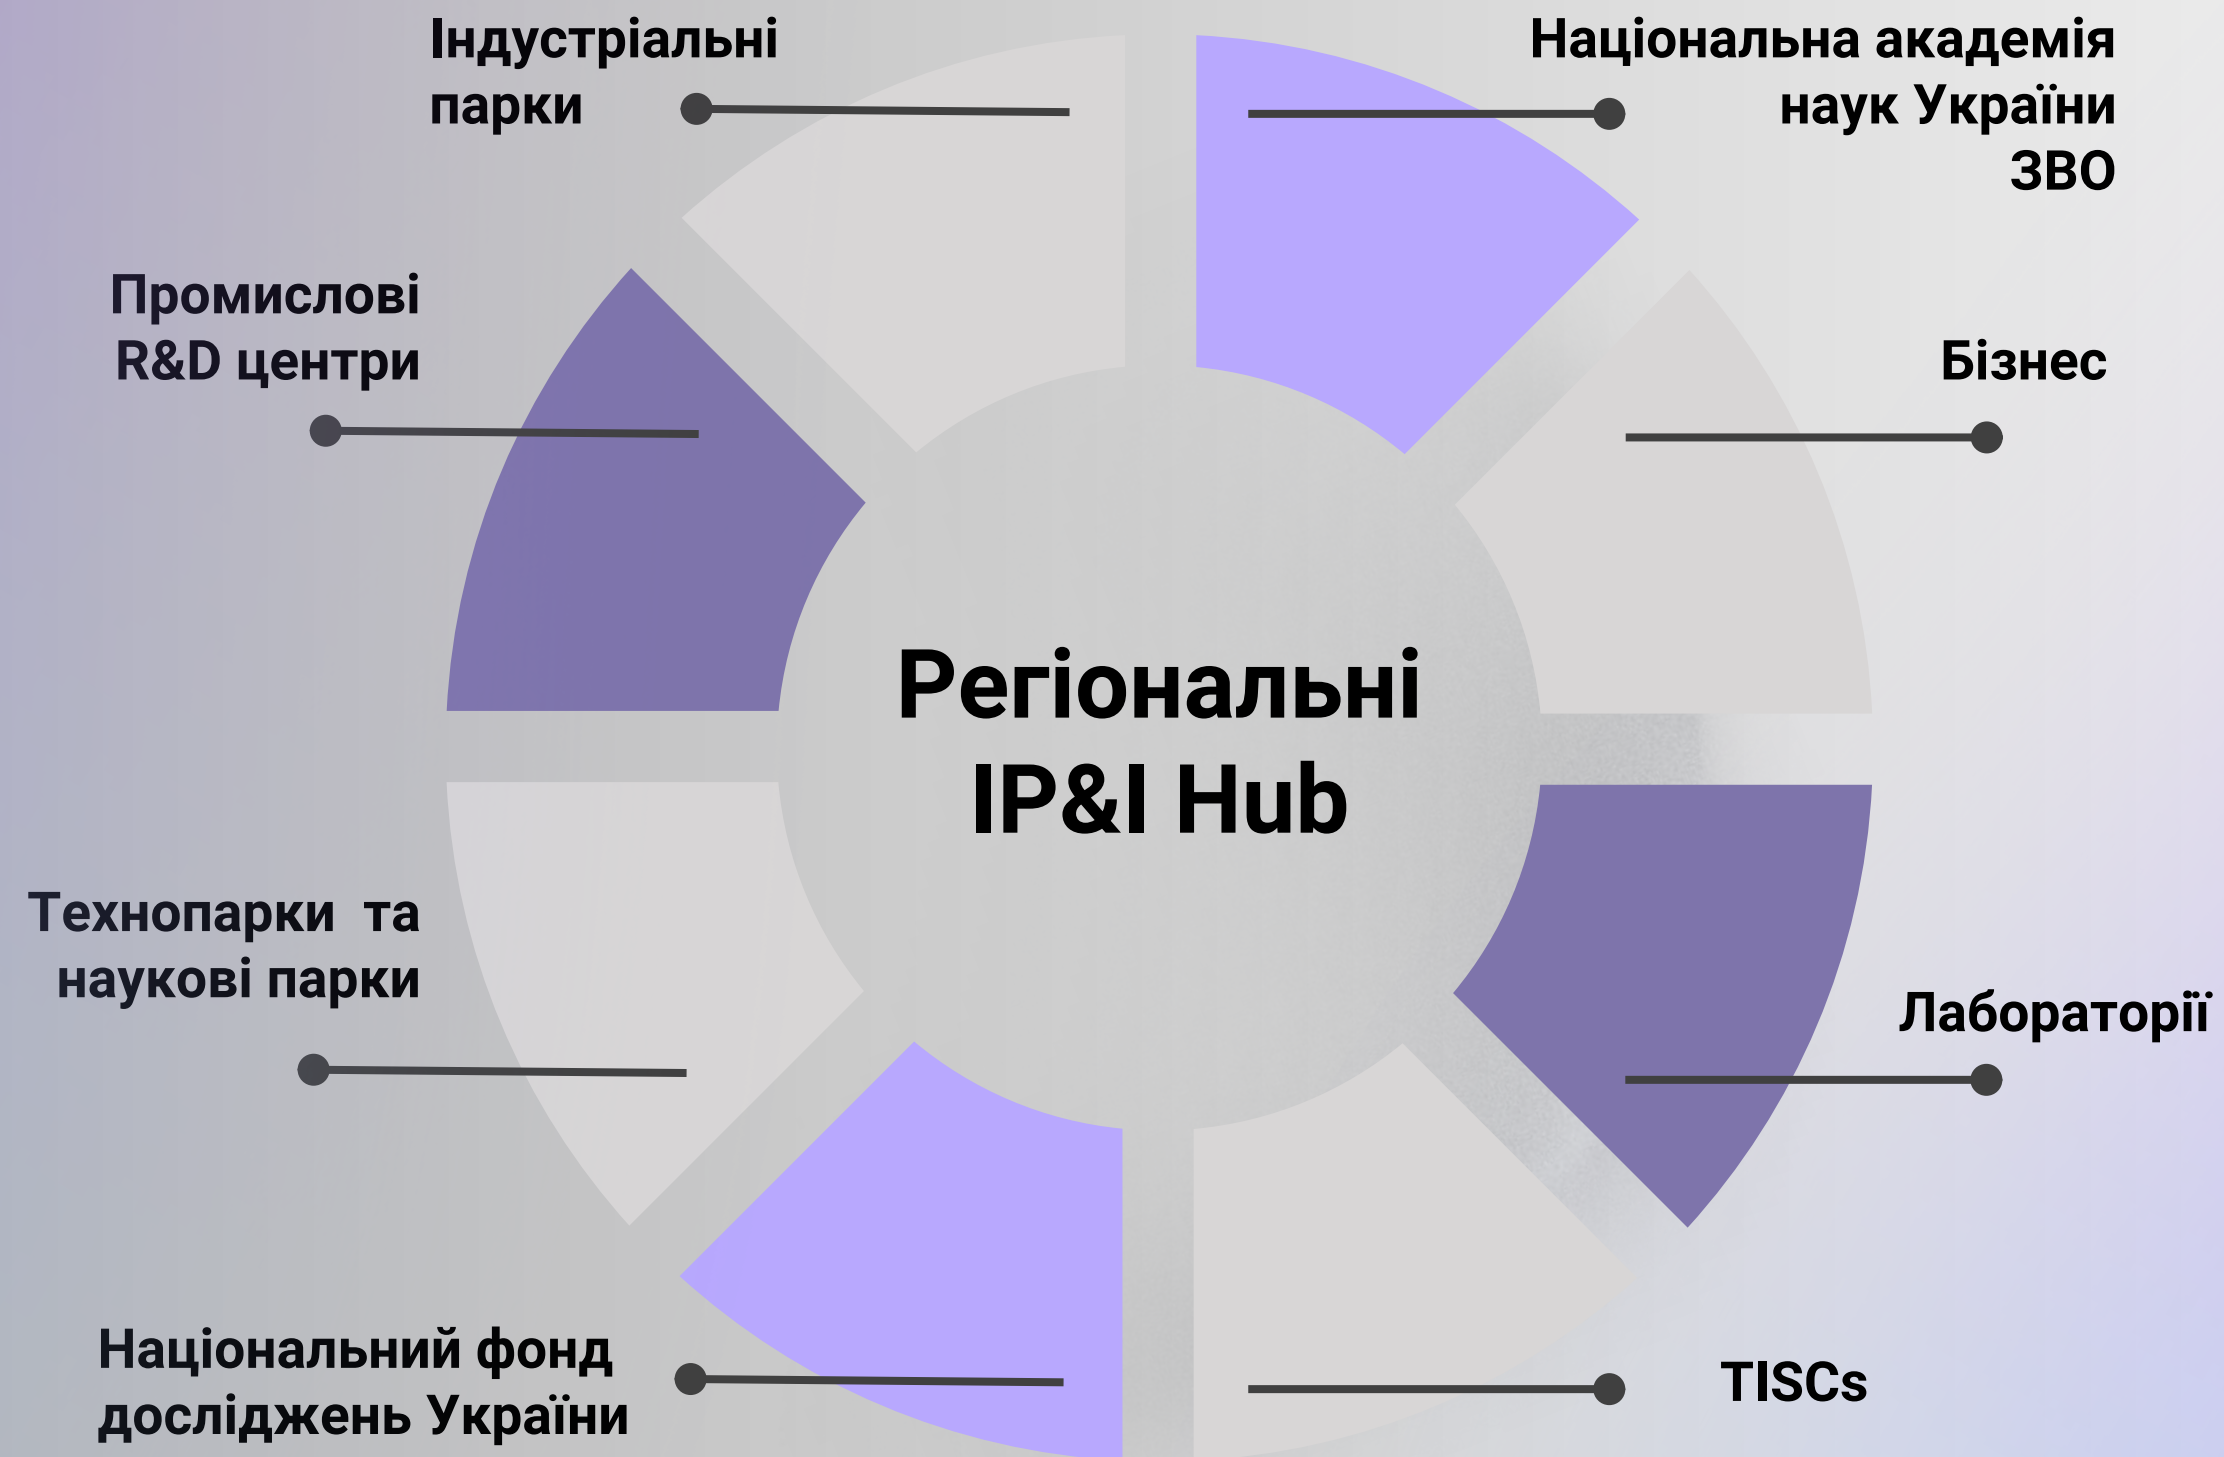 Індустріальні
парки
Національна академія
наук України
ЗВО
Промислові
R&D центри
Бізнес
Регіональні
IP&I Hub
Технопарки та
наукові парки
Лабораторії
Національний фонд
досліджень України
TISCs